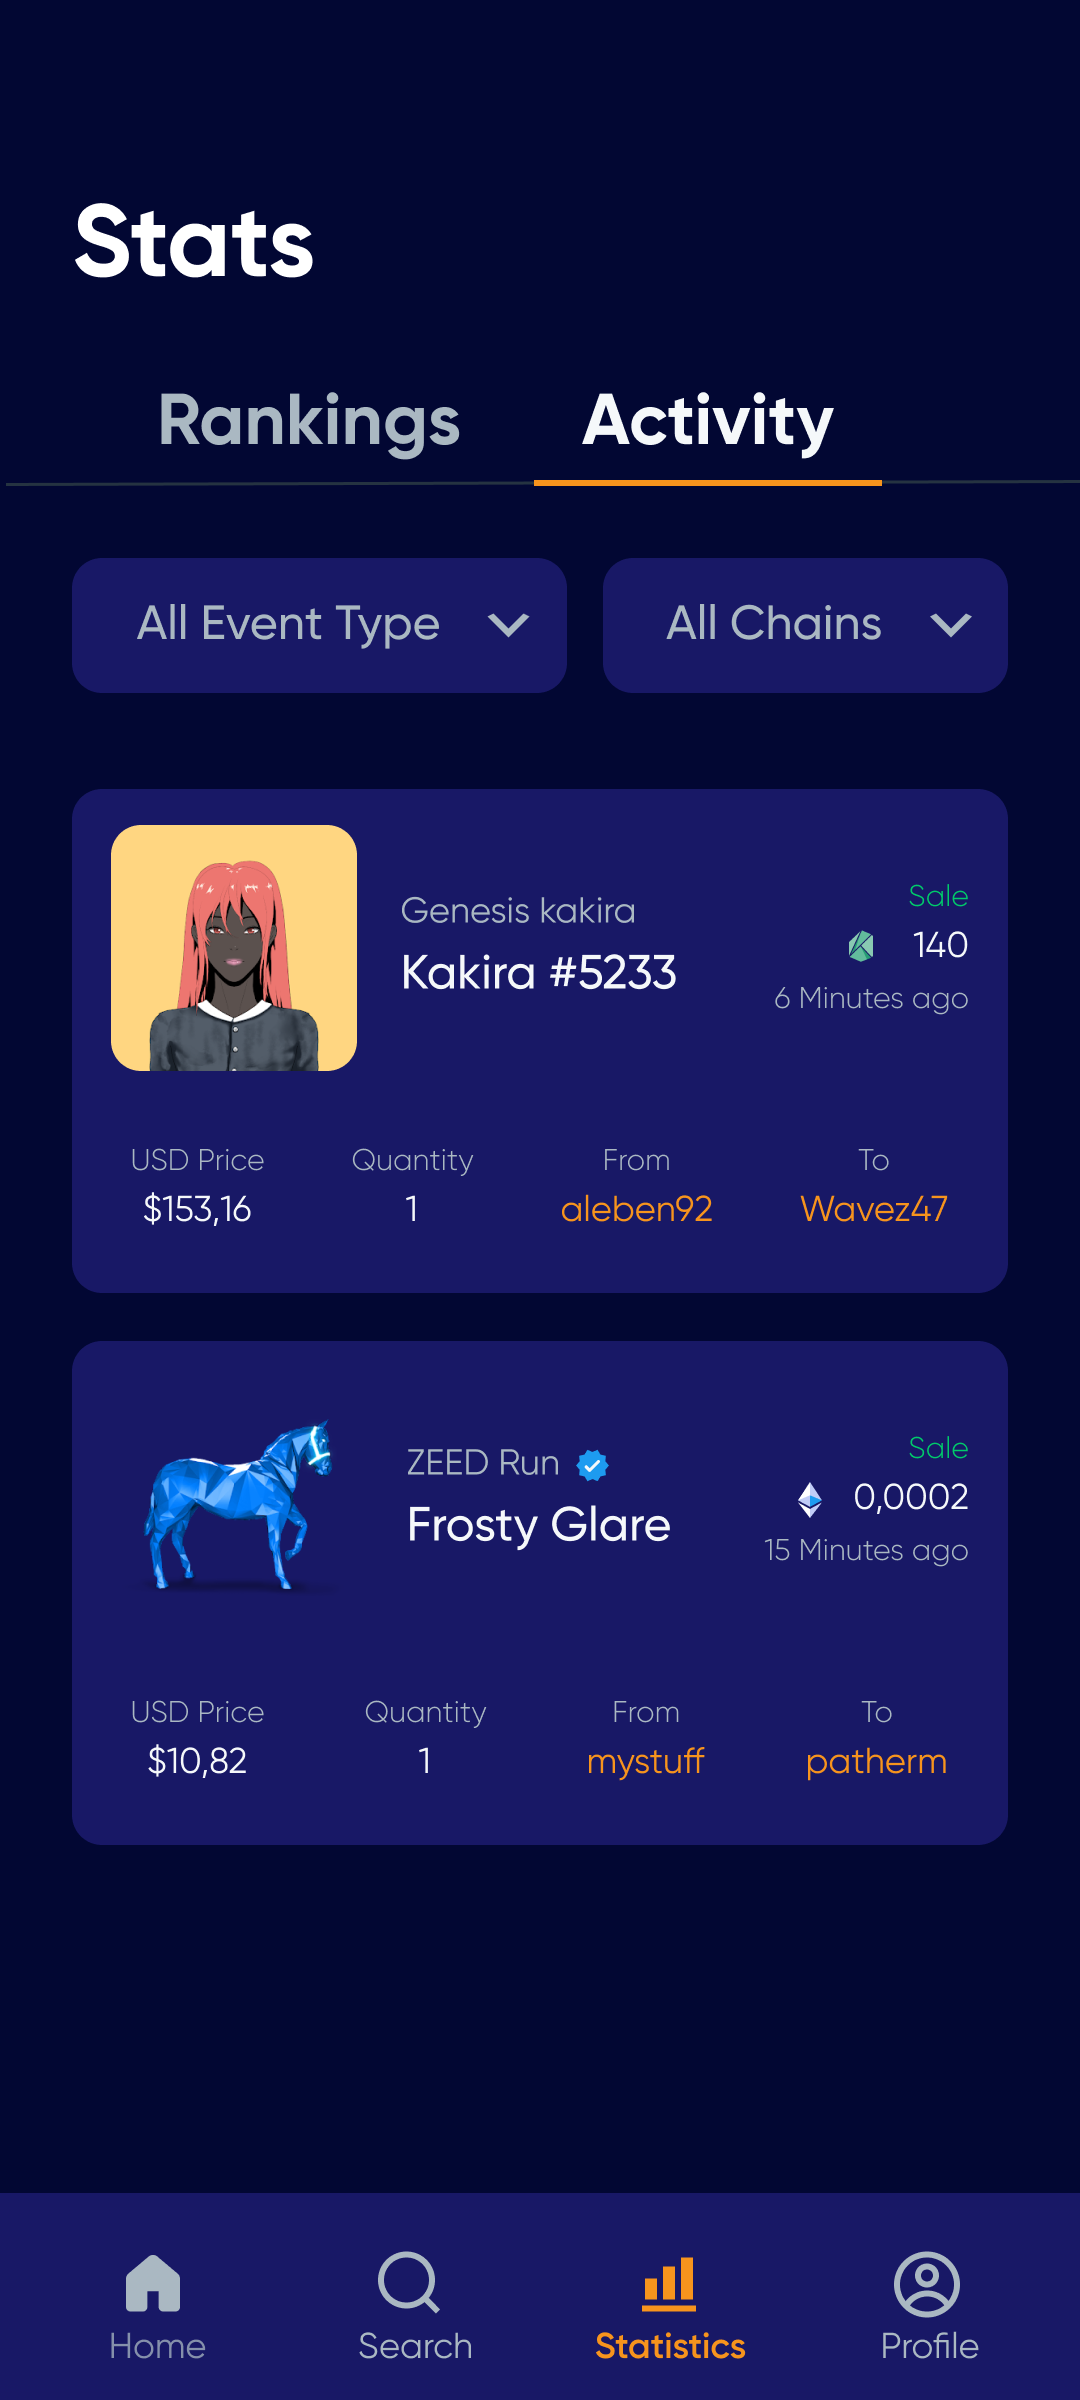 Stats
Rankings Activity
All Event Type All Chains
Genesis kakira
Kakira #5233
Sale
140
6 Minutes ago
USD Price Quantity From To
$153,16 1 aleben92 Wavez47
ZEED Run
Frosty Glare
Sale
0,0002
15 Minutes ago
USD Price Quantity From To
$10,82 1 mystuff patherm
Home Search Statistics Profile